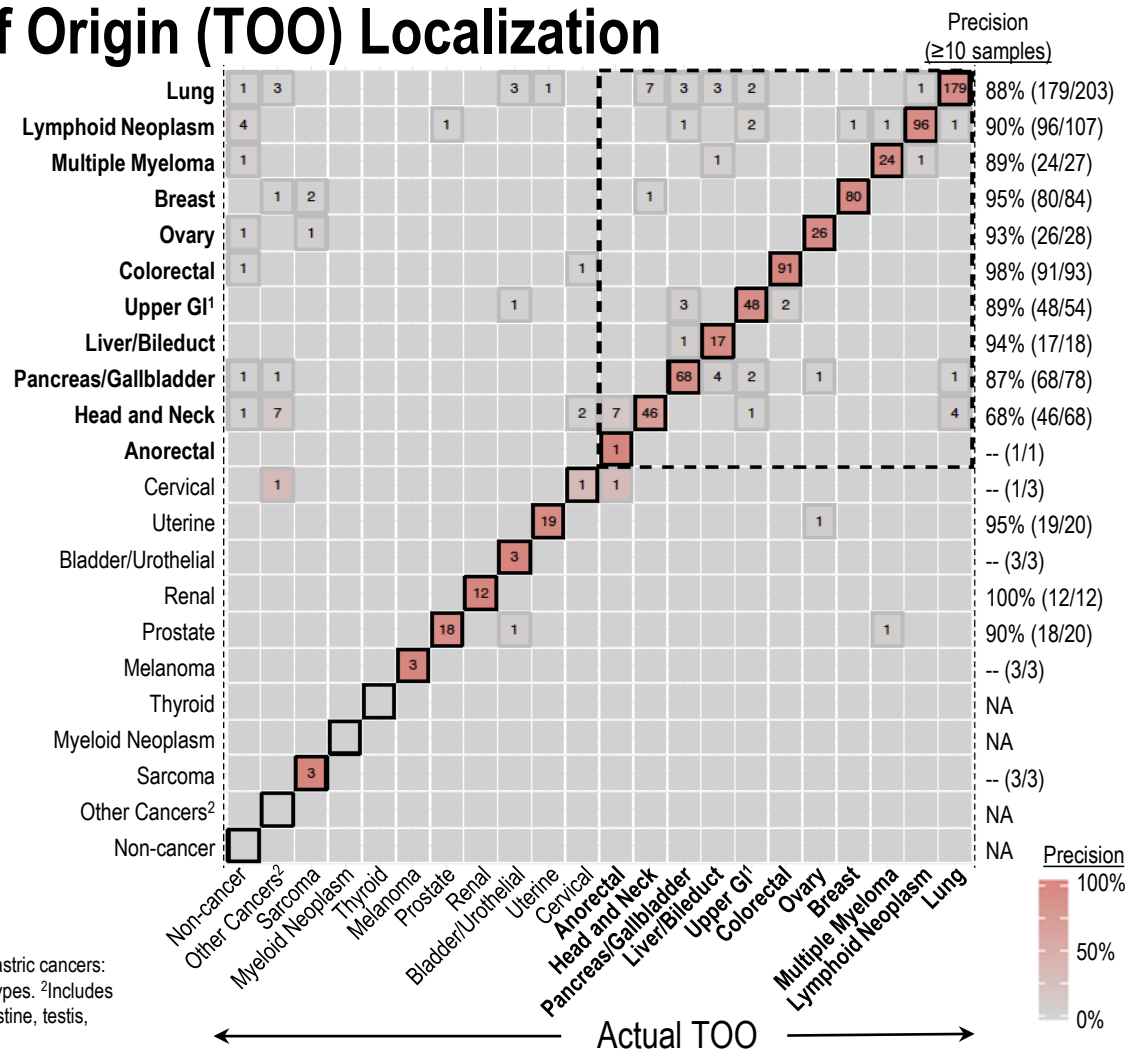 f Origin (TOO) Localization
Precision
(≥10 samples)
Lung 1 3 3 1 7 3 3 2 1 179 88% (179/203)
Lymphoid Neoplasm 4 1 1 2 1 1 96 1 90% (96/107)
Multiple Myeloma 1 1 24 1 89% (24/27)
Breast 1 2 1 80 95% (80/84)
Ovary 1 1 26 93% (26/28)
Colorectal 1 1 91 98% (91/93)
Upper GI¹ 1 3 48 2 89% (48/54)
Liver/Bileduct 1 17 94% (17/18)
Pancreas/Gallbladder 1 1 68 4 2 1 1 87% (68/78)
Head and Neck 1 7 2 7 46 1 4 68% (46/68)
Anorectal 1 -- (1/1)
Cervical 1 1 1 -- (1/3)
Uterine 19 1 95% (19/20)
Bladder/Urothelial 3 -- (3/3)
Renal 12 100% (12/12)
Prostate 18 1 1 90% (18/20)
Melanoma 3 -- (3/3)
Thyroid NA
Myeloid Neoplasm NA
Sarcoma 3 -- (3/3)
Other Cancers² NA
Non-cancer NA
Non-cancer
Other Cancers²
Sarcoma
Myeloid Neoplasm
Thyroid
Melanoma
Prostate
Renal
Bladder/Urothelial
Uterine
Cervical
Anorectal
Head and Neck
Pancreas/Gallbladder
Liver/Bileduct
Upper GI¹
Colorectal
Ovary
Breast
Multiple Myeloma
Lymphoid Neoplasm
Lung
Precision
100%
50%
0%
astric cancers:
ypes. ²Includes
stine, testis,
Actual TOO